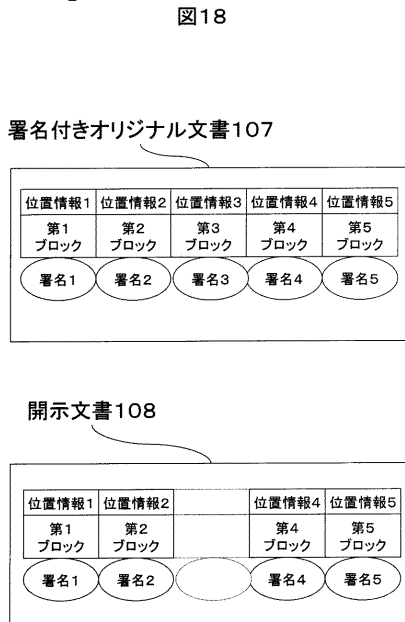 図18
署名付きオリジナル文書107
位置情報1 位置情報2 位置情報3 位置情報4 位置情報5
第1 第2 第3 第4 第5
ブロック ブロック ブロック ブロック ブロック
署名1 署名2 署名3 署名4 署名5
開示文書108
位置情報1 位置情報2 位置情報4 位置情報5
第1 第2 第4 第5
ブロック ブロック ブロック ブロック
署名1 署名2 署名4 署名5